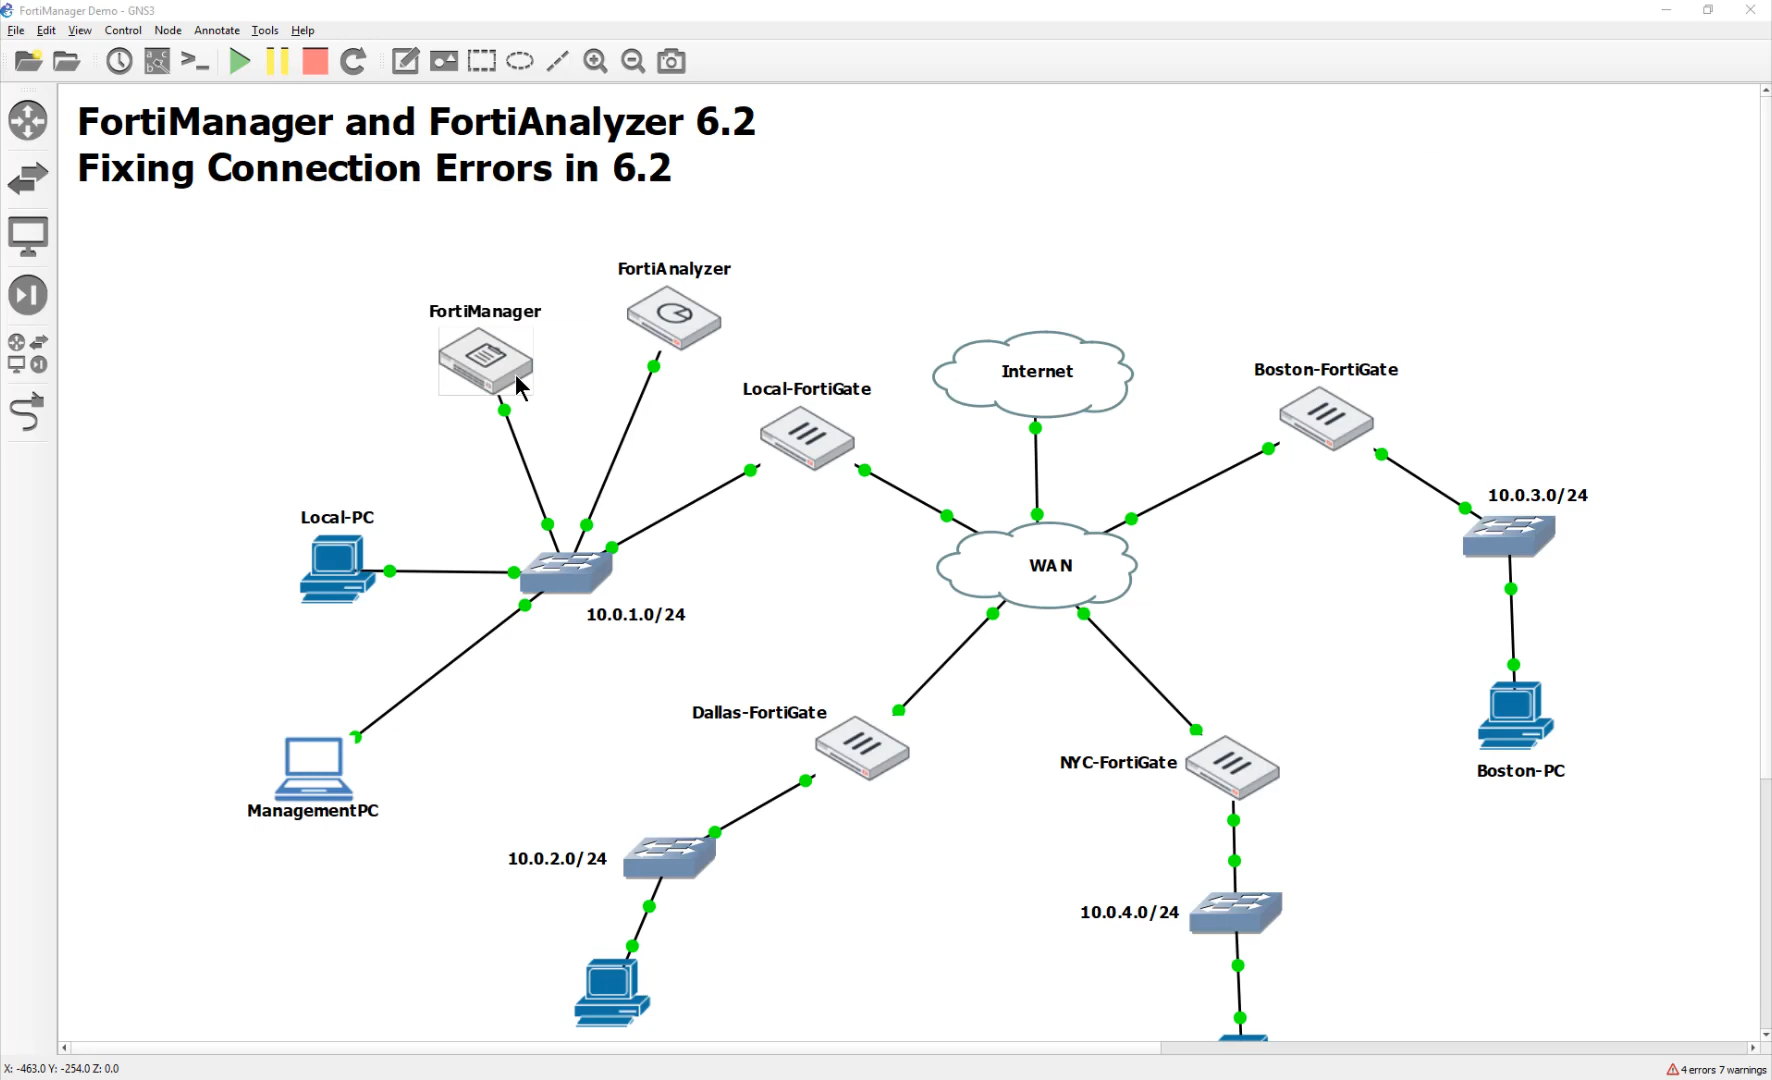 FortiManager Demo - GNS3
File Edit View Control Node Annotate Tools Help
FortiManager and FortiAnalyzer 6.2
Fixing Connection Errors in 6.2
FortiAnalyzer
FortiManager
Internet
Boston-FortiGate
Local-FortiGate
10.0.3.0/24
Local-PC
WAN
10.0.1.0/24
Dallas-FortiGate
NYC-FortiGate
Boston-PC
ManagementPC
10.0.2.0/24
10.0.4.0/24
X: -463.0 Y: -254.0 Z: 0.0
4 errors 7 warnings